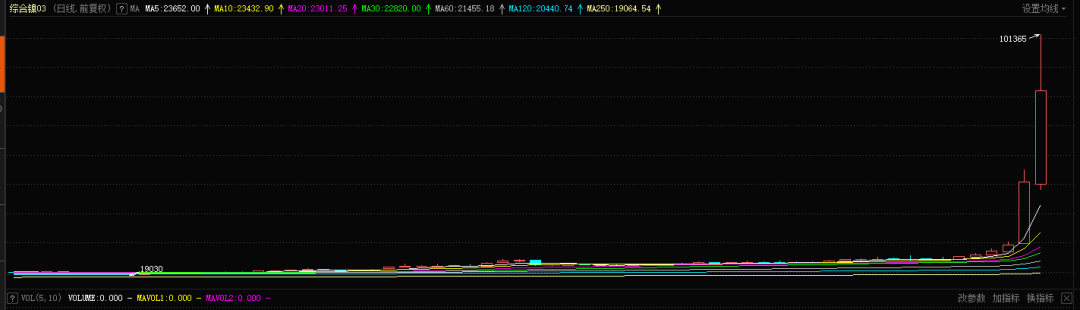 综合镍03 (日线.前复权) ? MA MA5:23652.00 ↑ MA10:23432.90 ↑ MA20:23011.25 ↑ MA30:22820.00 ↑ MA60:21455.18 ↑ MA120:20440.74 ↑ MA250:19064.54 ↑ 设置均线
101365
19030
? VOL(5,10) VOLUME:0.000 - MAVOL1:0.000 - MAVOL2:0.000 - 改参数 加指标 换指标